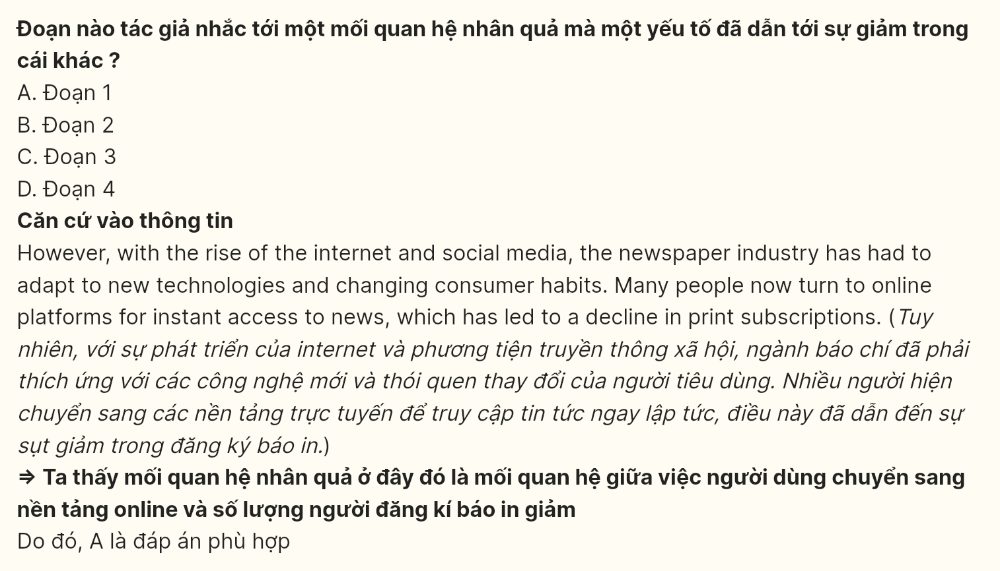 Đoạn nào tác giả nhắc tới một mối quan hệ nhân quả mà một yếu tố đã dẫn tới sự giảm trong
cái khác ?
A. Đoạn 1
B. Đoạn 2
C. Đoạn 3
D. Đoạn 4
Căn cứ vào thông tin
However, with the rise of the internet and social media, the newspaper industry has had to
adapt to new technologies and changing consumer habits. Many people now turn to online
platforms for instant access to news, which has led to a decline in print subscriptions. (Tuy
nhiên, với sự phát triển của internet và phương tiện truyền thông xã hội, ngành báo chí đã phải
thích ứng với các công nghệ mới và thói quen thay đổi của người tiêu dùng. Nhiều người hiện
chuyển sang các nền tảng trực tuyến để truy cập tin tức ngay lập tức, điều này đã dẫn đến sự
sụt giảm trong đăng ký báo in.)
⇒ Ta thấy mối quan hệ nhân quả ở đây đó là mối quan hệ giữa việc người dùng chuyển sang
nền tảng online và số lượng người đăng kí báo in giảm
Do đó, A là đáp án phù hợp